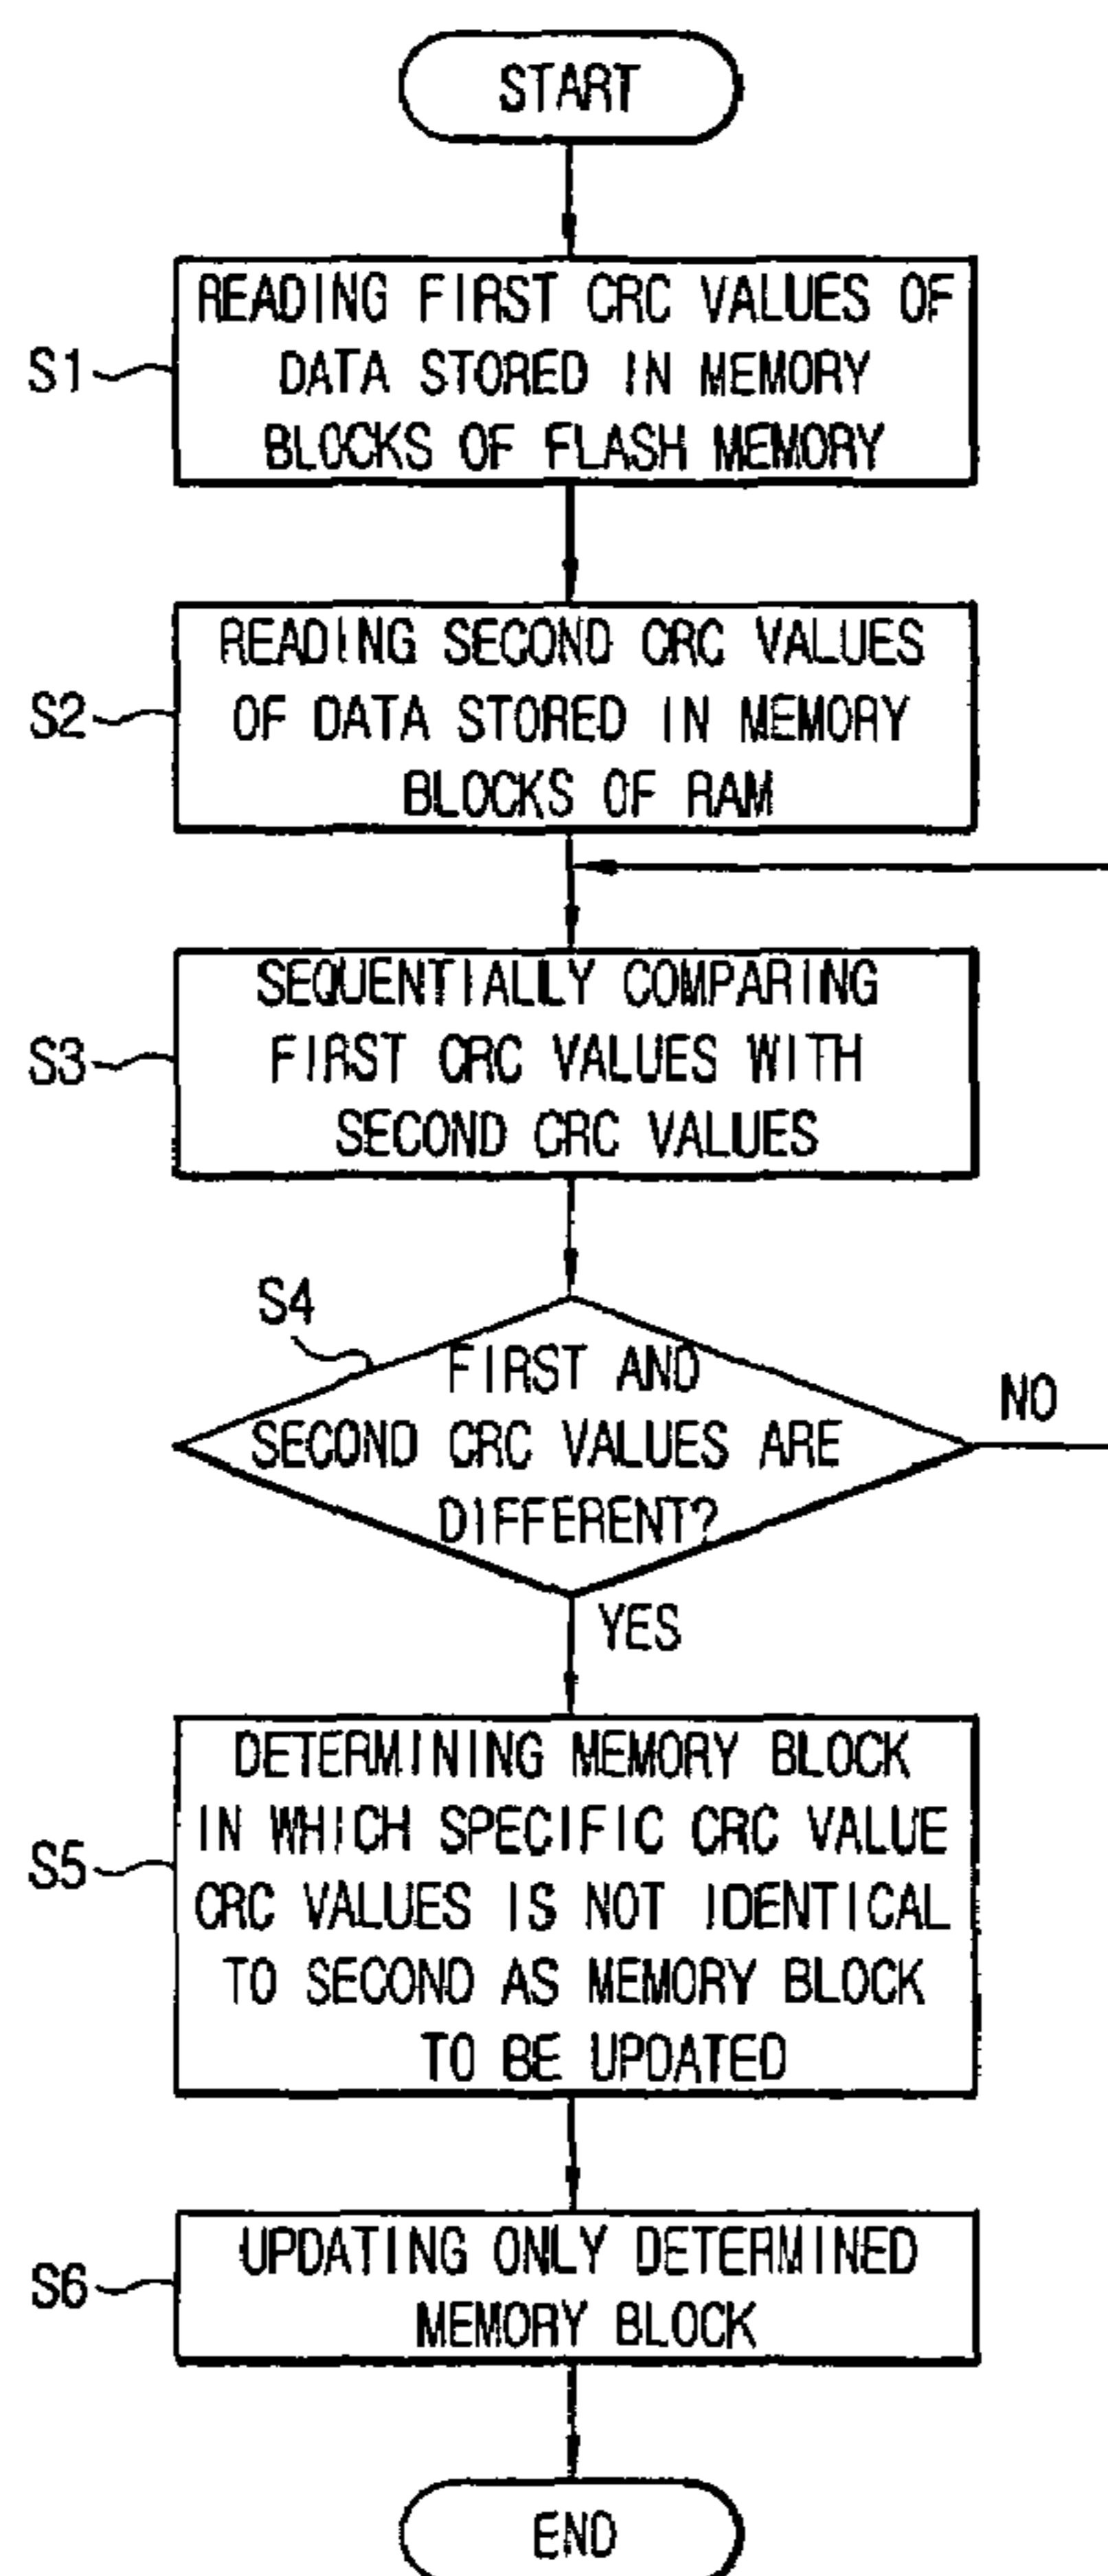 START
S1
READING FIRST CRC VALUES OF
DATA STORED IN MEMORY
BLOCKS OF FLASH MEMORY
S2
READING SECOND CRC VALUES
OF DATA STORED IN MEMORY
BLOCKS OF RAM
S3
SEQUENTIALLY COMPARING
FIRST CRC VALUES WITH
SECOND CRC VALUES
S4
FIRST AND
SECOND CRC VALUES ARE
DIFFERENT?
NO
YES
S5
DETERMINING MEMORY BLOCK
IN WHICH SPECIFIC CRC VALUE
CRC VALUES IS NOT IDENTICAL
TO SECOND AS MEMORY BLOCK
TO BE UPDATED
S6
UPDATING ONLY DETERMINED
MEMORY BLOCK
END